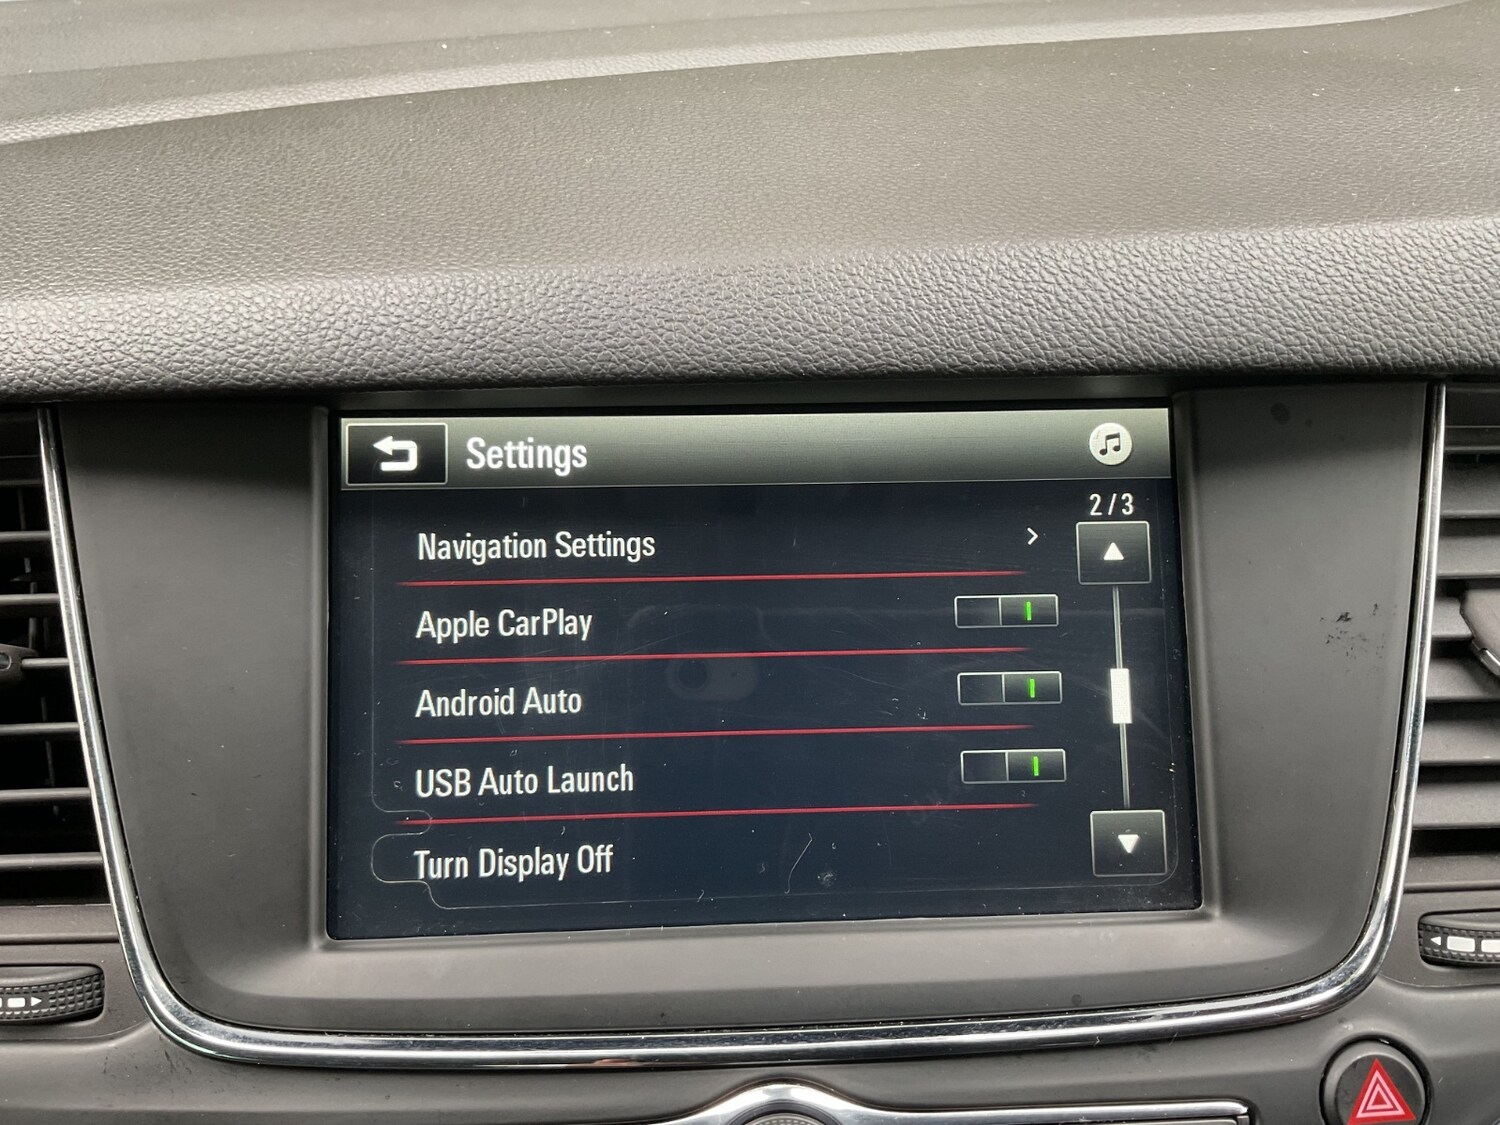 Settings
2/3
Navigation Settings
Apple CarPlay
Android Auto
USB Auto Launch
Turn Display Off